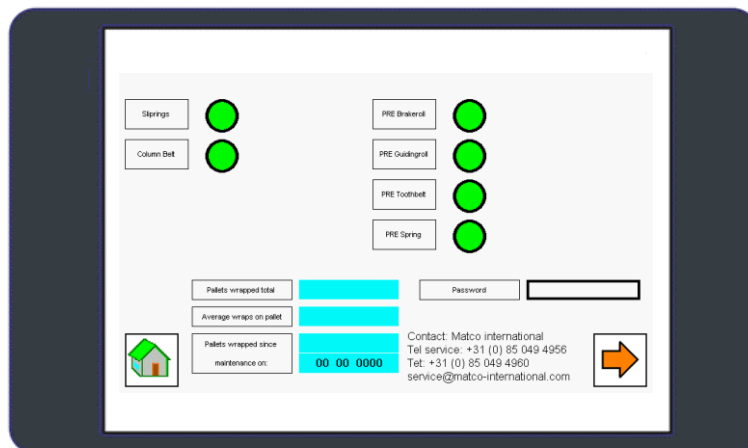 Sliprings
PRE Brakeroll
Column Belt
PRE Guidingroll
PRE Toothbelt
PRE Spring
Pallets wrapped total
Password
Average wraps on pallet
Pallets wrapped since
maintenance on:
00 00 0000
Contact: Matco international
Tel service: +31 (0) 85 049 4956
Tet: +31 (0) 85 049 4960
service@matco-international.com